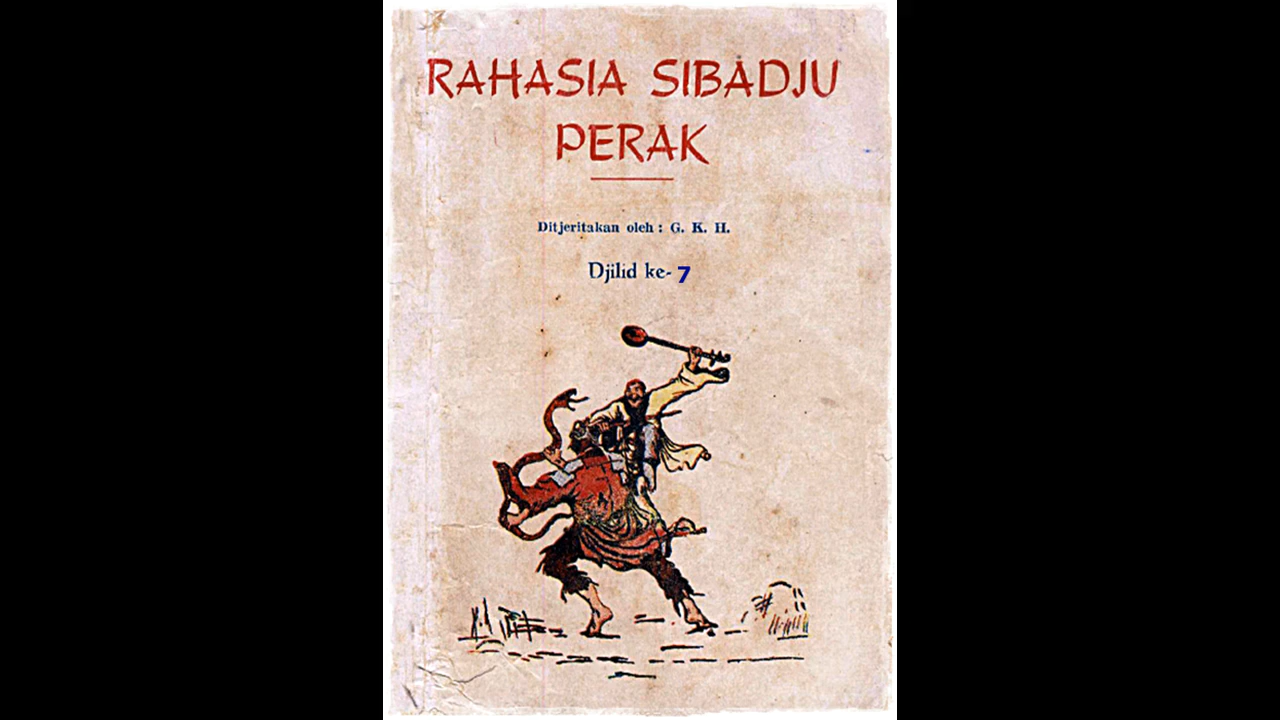 RAHASIA SIBADJU
PERAK
Ditjeritakan oleh : G. K. H.
Djilid ke-7